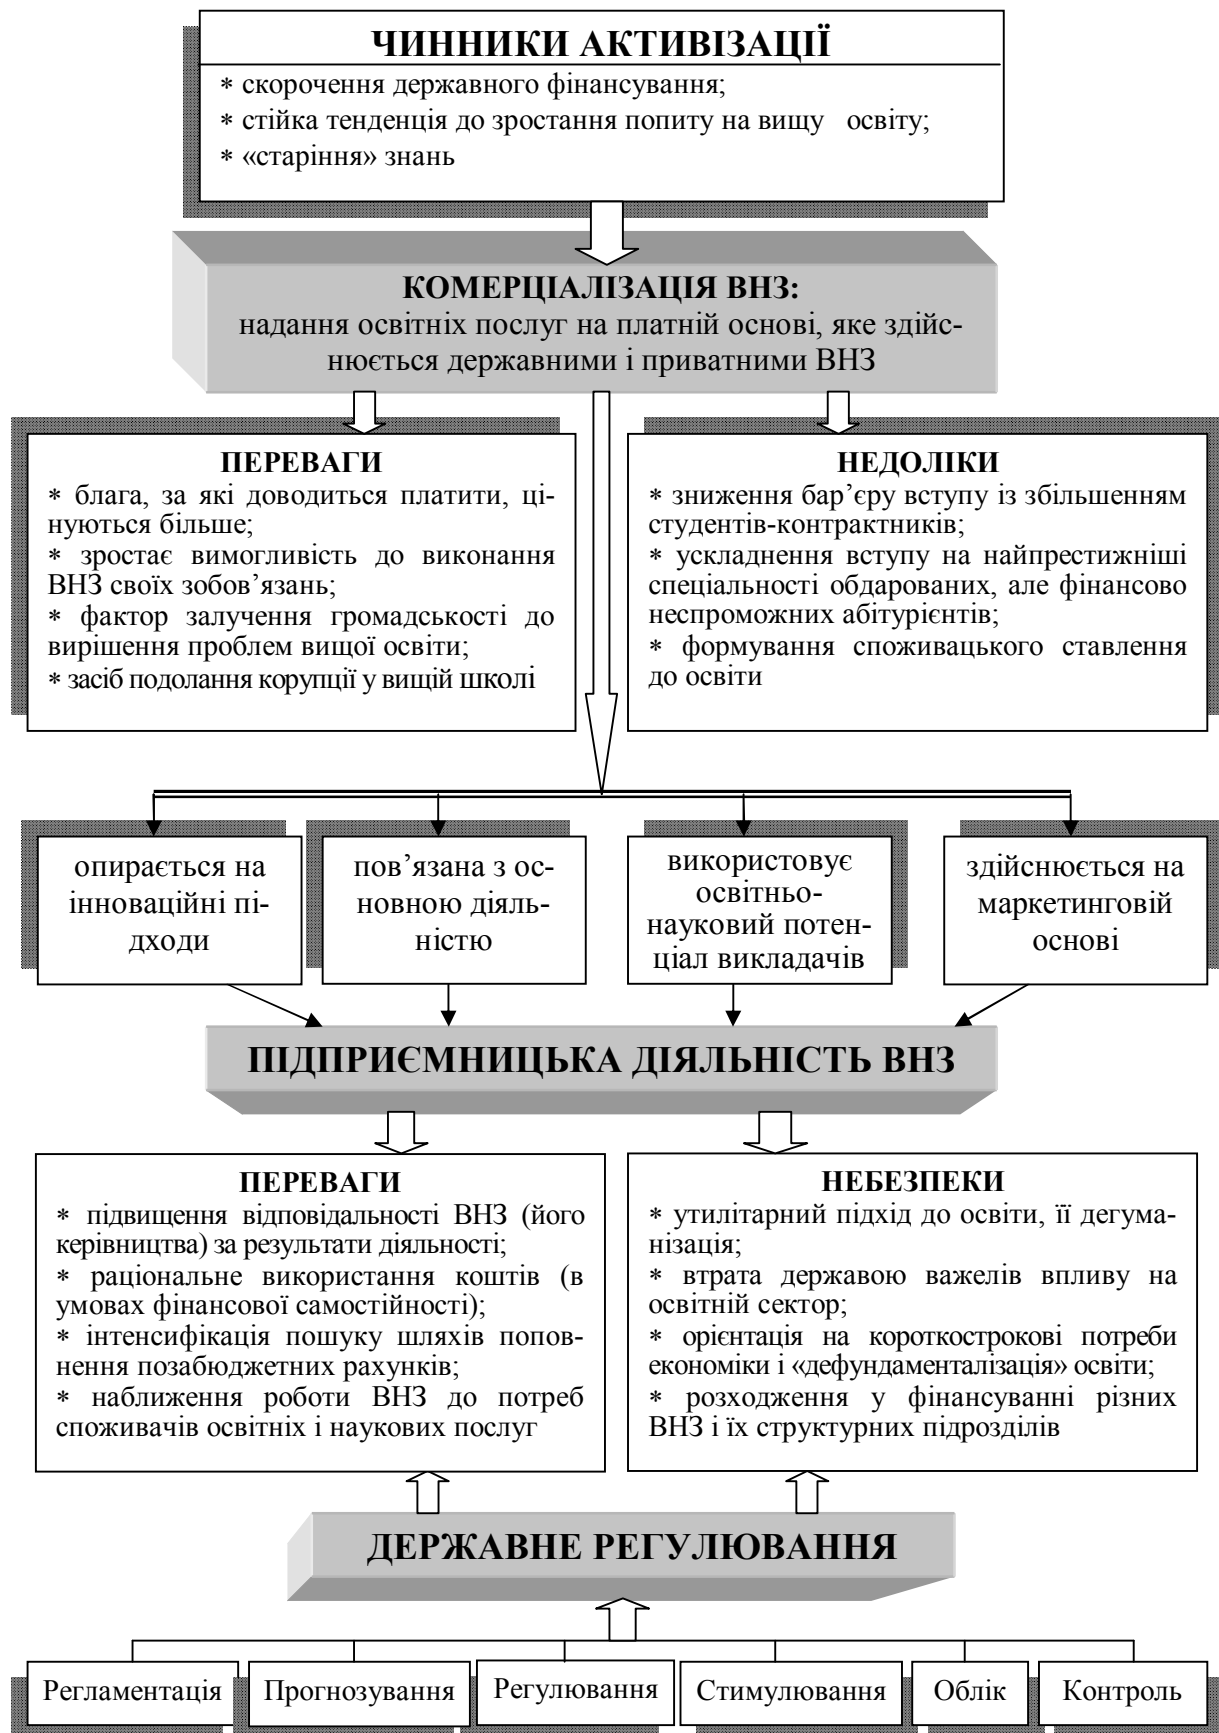 ЧИННИКИ АКТИВІЗАЦІЇ
* скорочення державного фінансування;
* стійка тенденція до зростання попиту на вищу освіту;
* «старіння» знань
КОМЕРЦІАЛІЗАЦІЯ ВНЗ:
надання освітніх послуг на платній основі, яке здійс-
нюється державними і приватними ВНЗ
ПЕРЕВАГИ
* блага, за які доводиться платити, ці-
нуються більше;
* зростає вимогливість до виконання
ВНЗ своїх зобов’язань;
* фактор залучення громадськості до
вирішення проблем вищої освіти;
* засіб подолання корупції у вищій школі
НЕДОЛІКИ
* зниження бар’єру вступу із збільшенням
студентів-контрактників;
* ускладнення вступу на найпрестижніші
спеціальності обдарованих, але фінансово
неспроможних абітурієнтів;
* формування споживацького ставлення
до освіти
опирається на
інноваційні пі-
дходи
пов’язана з ос-
новною діяль-
ністю
використовує
освітньо-
науковий потен-
ціал викладачів
здійснюється на
маркетинговій
основі
ПІДПРИЄМНИЦЬКА ДІЯЛЬНІСТЬ ВНЗ
ПЕРЕВАГИ
* підвищення відповідальності ВНЗ (його
керівництва) за результати діяльності;
* раціональне використання коштів (в
умовах фінансової самостійності);
* інтенсифікація пошуку шляхів попов-
нення позабюджетних рахунків;
* наближення роботи ВНЗ до потреб
споживачів освітніх і наукових послуг
НЕБЕЗПЕКИ
* утилітарний підхід до освіти, її дегума-
нізація;
* втрата державою важелів впливу на
освітній сектор;
* орієнтація на короткострокові потреби
економіки і «дефундаменталізація» освіти;
* розходження у фінансуванні різних
ВНЗ і їх структурних підрозділів
ДЕРЖАВНЕ РЕГУЛЮВАННЯ
Регламентація
Прогнозування
Регулювання
Стимулювання
Облік
Контроль